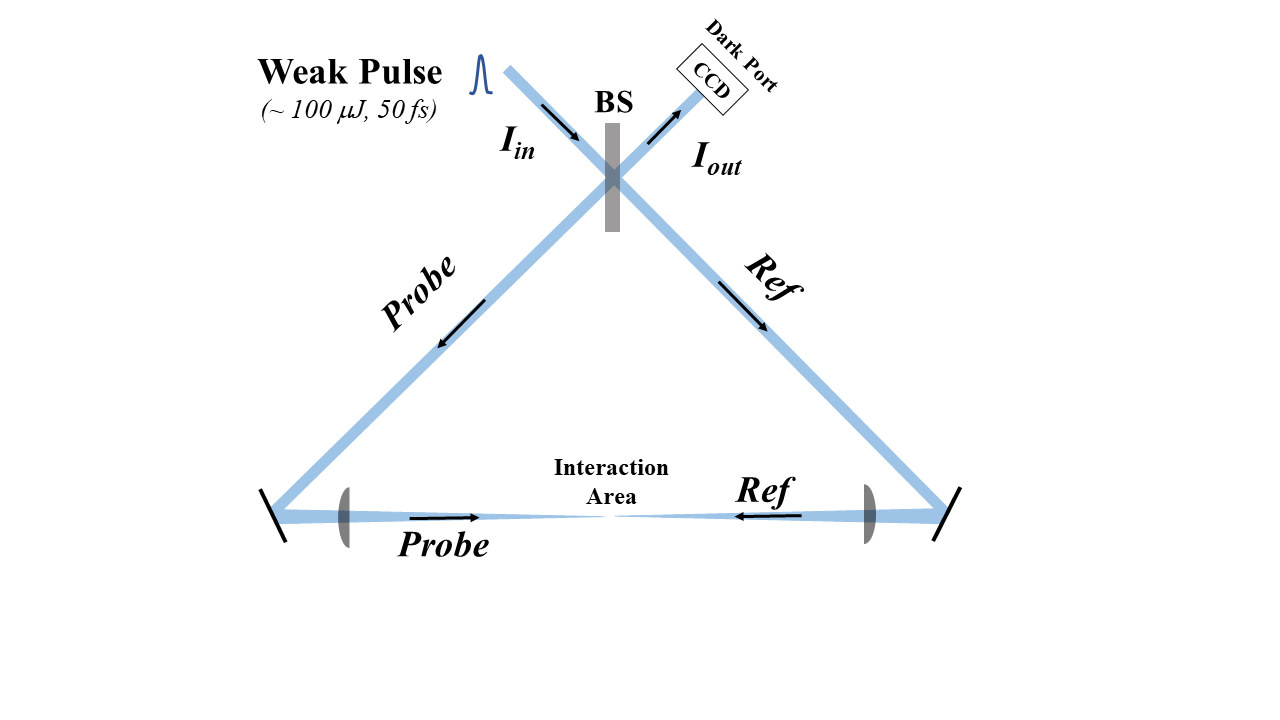 Dark Port
CCD
Weak Pulse
(~ 100 μJ, 50 fs)
BS
I_in
I_out
Probe
Ref
Interaction
Area
Ref
Probe